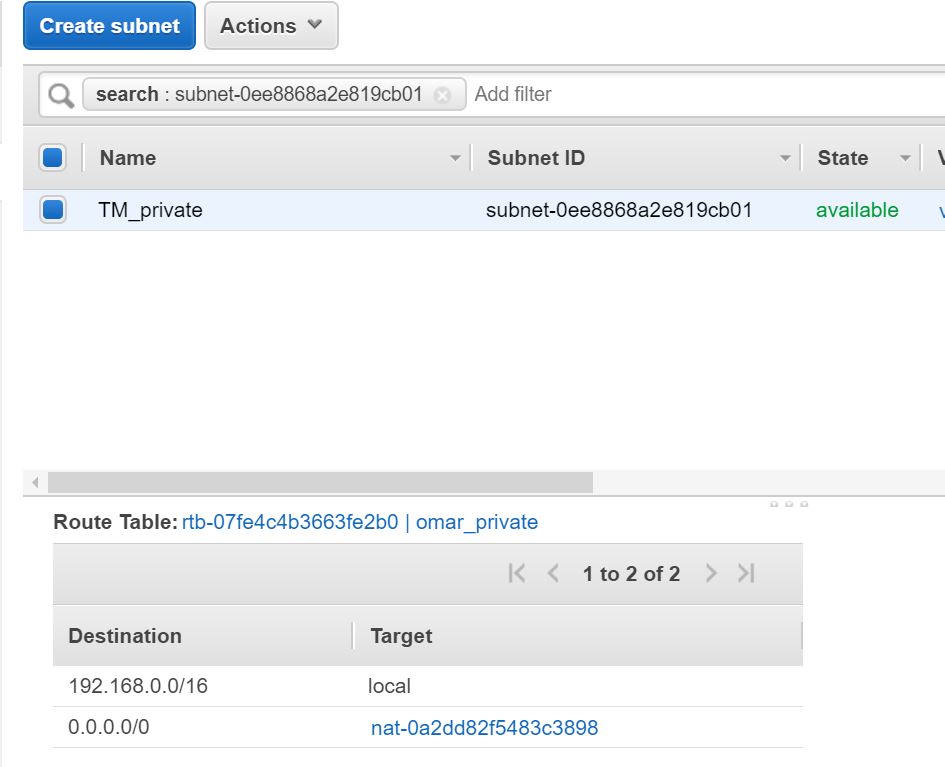 Create subnet Actions
search : subnet-0ee8868a2e819cb01 Add filter
Name Subnet ID State
TM_private subnet-0ee8868a2e819cb01 available
Route Table: rtb-07fe4c4b3663fe2b0 | omar_private
1 to 2 of 2
Destination Target
192.168.0.0/16 local
0.0.0.0/0 nat-0a2dd82f5483c3898